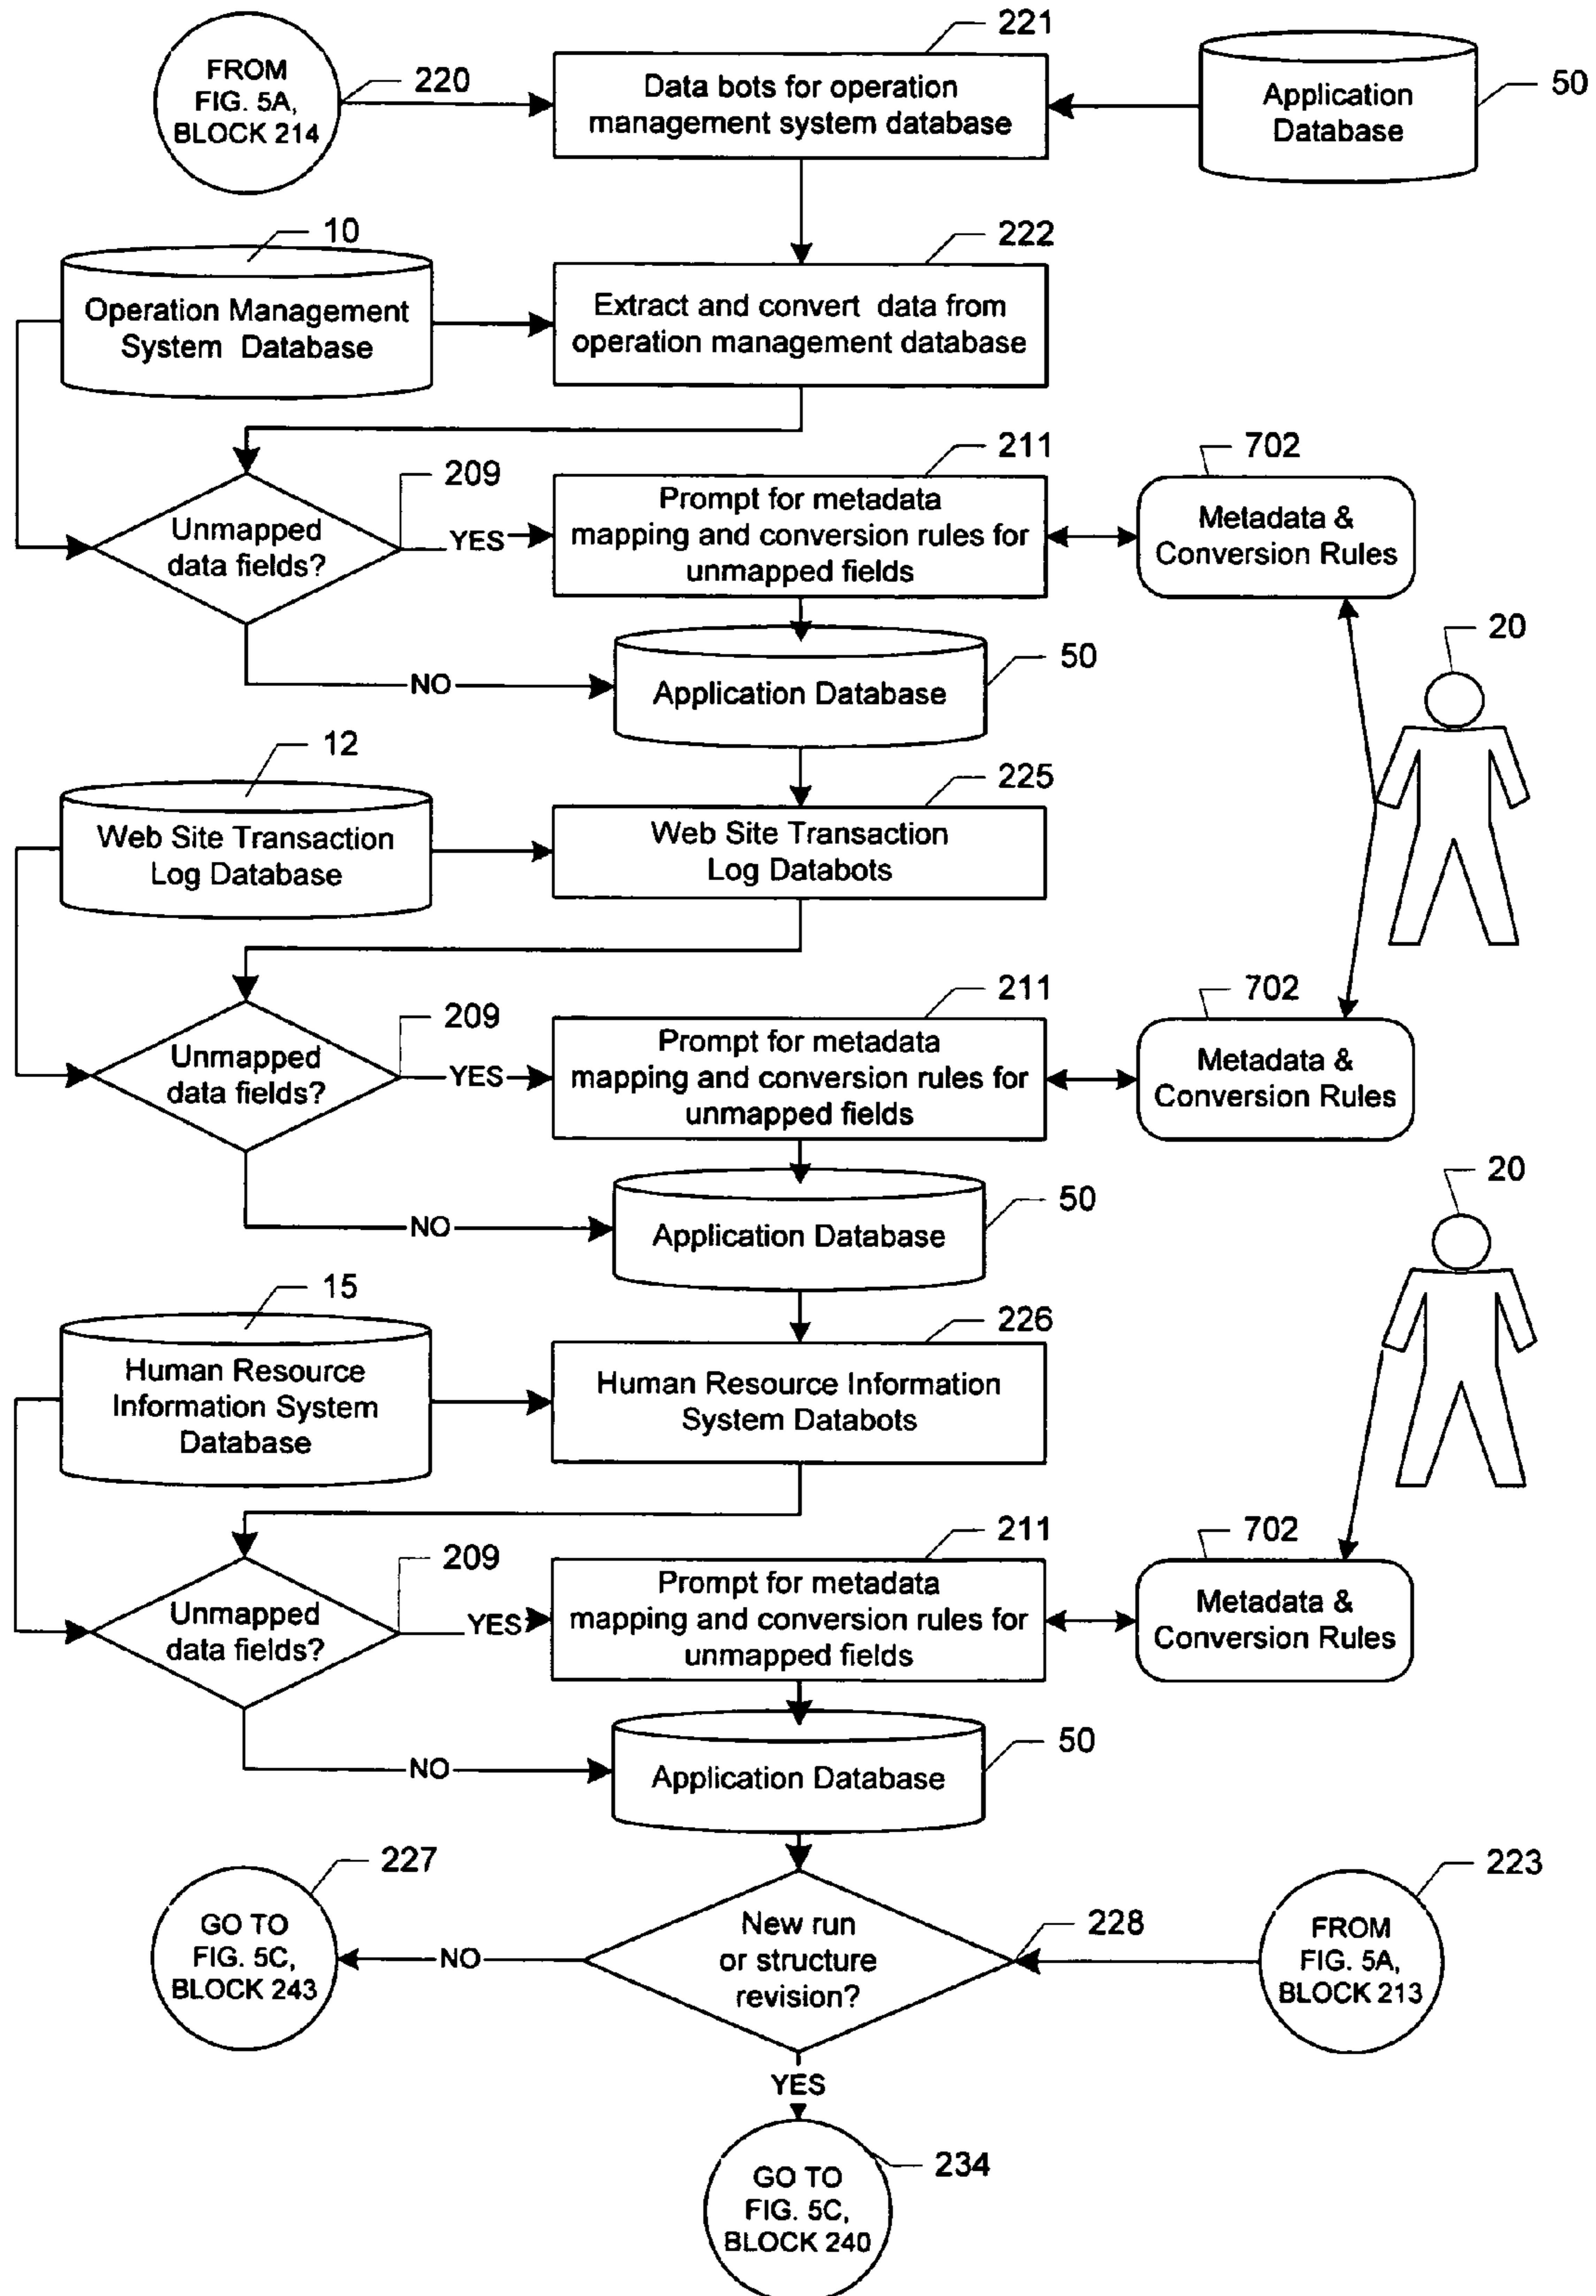 221
FROM
FIG. 5A,
BLOCK 214
220
Data bots for operation
management system database
Application
Database
50
10
222
Operation Management
System Database
Extract and convert data from
operation management database
209
211
702
Unmapped
data fields?
YES
Prompt for metadata
mapping and conversion rules for
unmapped fields
Metadata &
Conversion Rules
20
NO
Application Database
50
12
225
Web Site Transaction
Log Database
Web Site Transaction
Log Databots
209
211
702
Unmapped
data fields?
YES
Prompt for metadata
mapping and conversion rules for
unmapped fields
Metadata &
Conversion Rules
20
NO
Application Database
50
15
226
Human Resource
Information System
Database
Human Resource Information
System Databots
209
211
702
Unmapped
data fields?
YES
Prompt for metadata
mapping and conversion rules for
unmapped fields
Metadata &
Conversion Rules
NO
Application Database
50
227
223
GO TO
FIG. 5C,
BLOCK 243
NO
New run
or structure
revision?
228
FROM
FIG. 5A,
BLOCK 213
YES
234
GO TO
FIG. 5C,
BLOCK 240